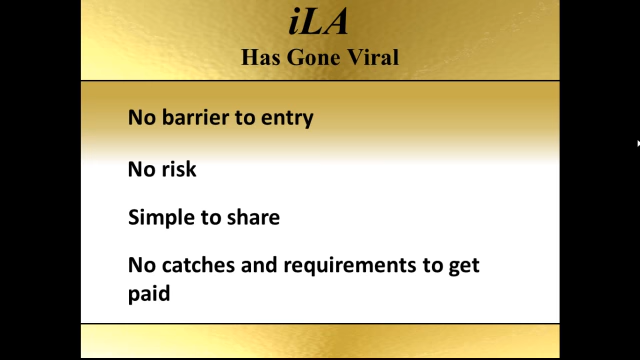 iLA
Has Gone Viral
No barrier to entry
No risk
Simple to share
No catches and requirements to get
paid